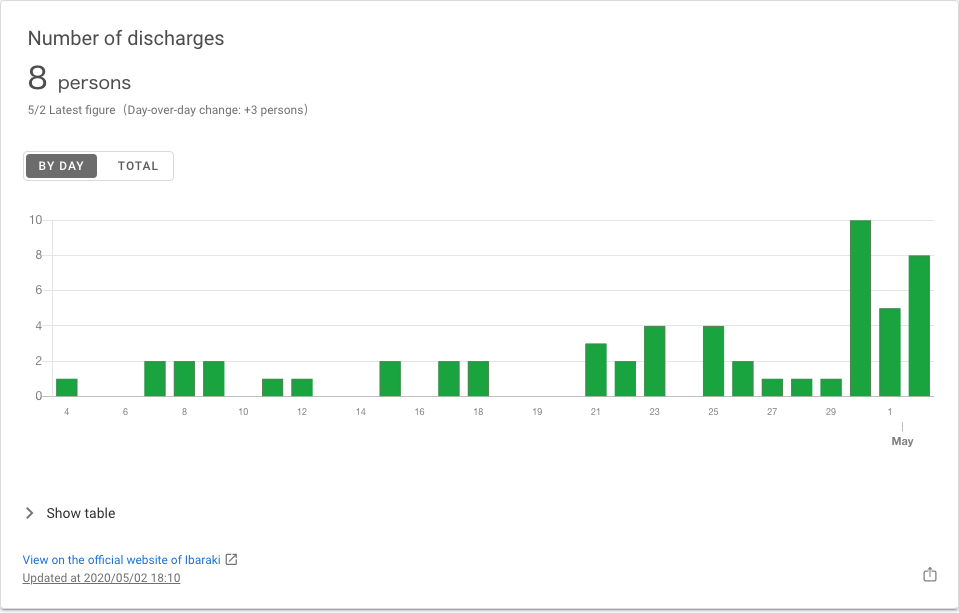 Number of discharges
8 persons
5/2 Latest figure（Day-over-day change: +3 persons）
BY DAY TOTAL
10
8
6
4
2
0
4 6 8 10 12 14 16 18 19 21 23 25 27 29 1
May
Show table
View on the official website of Ibaraki
Updated at 2020/05/02 18:10